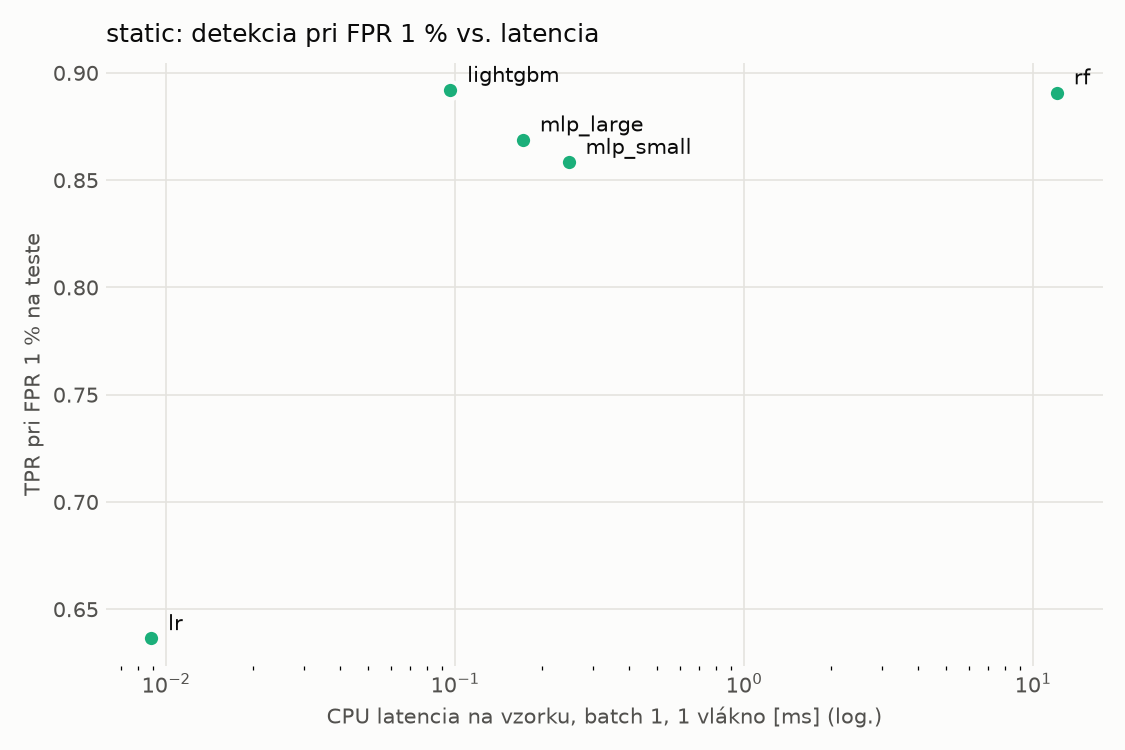 static: detekcia pri FPR 1 % vs. latencia
TPR pri FPR 1 % na teste
0.90
0.85
0.80
0.75
0.70
0.65
lightgbm
rf
mlp_large
mlp_small
lr
10⁻² 10⁻¹ 10⁰ 10¹
CPU latencia na vzorku, batch 1, 1 vlákno [ms] (log.)